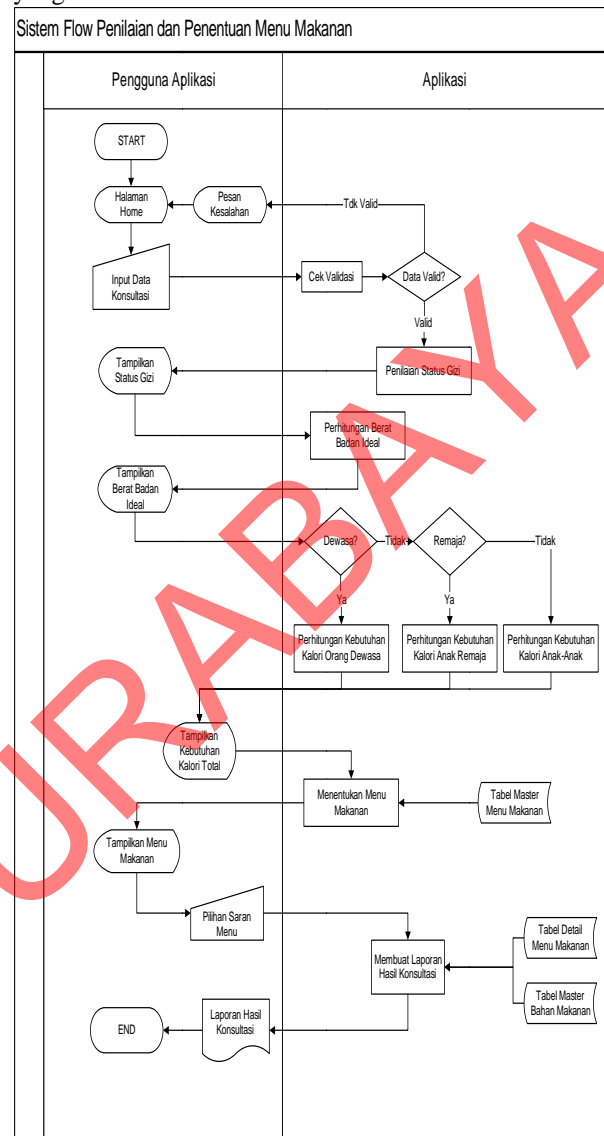 Sistem Flow Penilaian dan Penentuan Menu Makanan
Pengguna Aplikasi
Aplikasi
START
Halaman
Home
Pesan
Kesalahan
Tdk Valid
Input Data
Konsultasi
Cek Validasi
Data Valid?
Valid
Tampilkan
Status Gizi
Penilaian Status Gizi
Perhitungan Berat
Badan Ideal
Tampilkan
Berat Badan
Ideal
Dewasa?
Tidak
Remaja?
Tidak
Ya
Ya
Perhitungan Kebutuhan
Kalori Orang Dewasa
Perhitungan Kebutuhan
Kalori Anak Remaja
Perhitungan Kebutuhan
Kalori Anak-Anak
Tampilkan
Kebutuhan
Kalori Total
Menentukan Menu
Makanan
Tabel Master
Menu Makanan
Tampilkan Menu
Makanan
Pilihan Saran
Menu
Membuat Laporan
Hasil Konsultasi
Tabel Detail
Menu Makanan
Tabel Master
Bahan Makanan
Laporan Hasil
Konsultasi
END
URABAYA